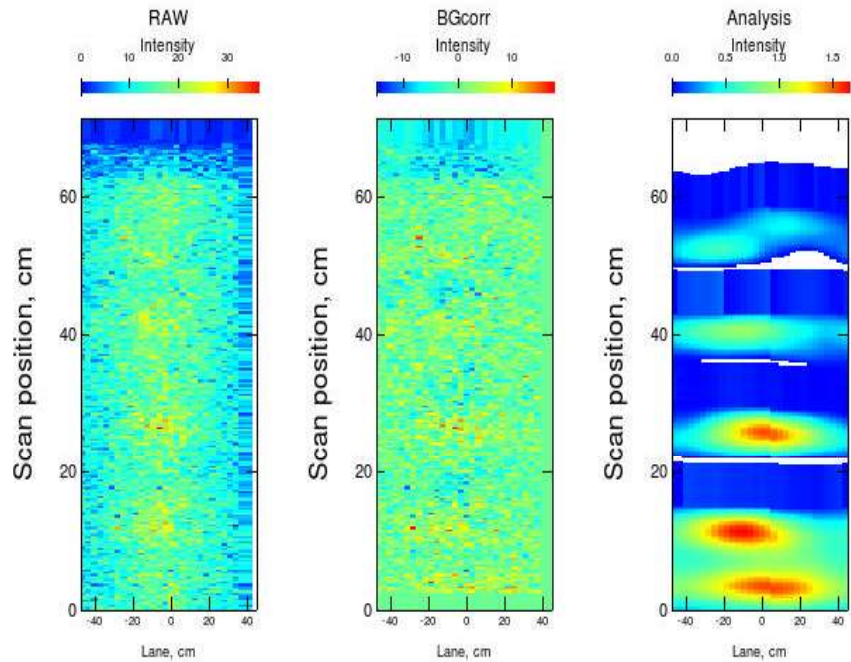 RAW
Intensity
0 10 20 30
BGcorr
Intensity
-10 0 10
Analysis
Intensity
0.0 0.5 1.0 1.5
Scan position, cm
60
40
20
0
-40 -20 0 20 40
Lane, cm
Scan position, cm
60
40
20
0
-40 -20 0 20 40
Lane, cm
Scan position, cm
60
40
20
0
-40 -20 0 20 40
Lane, cm